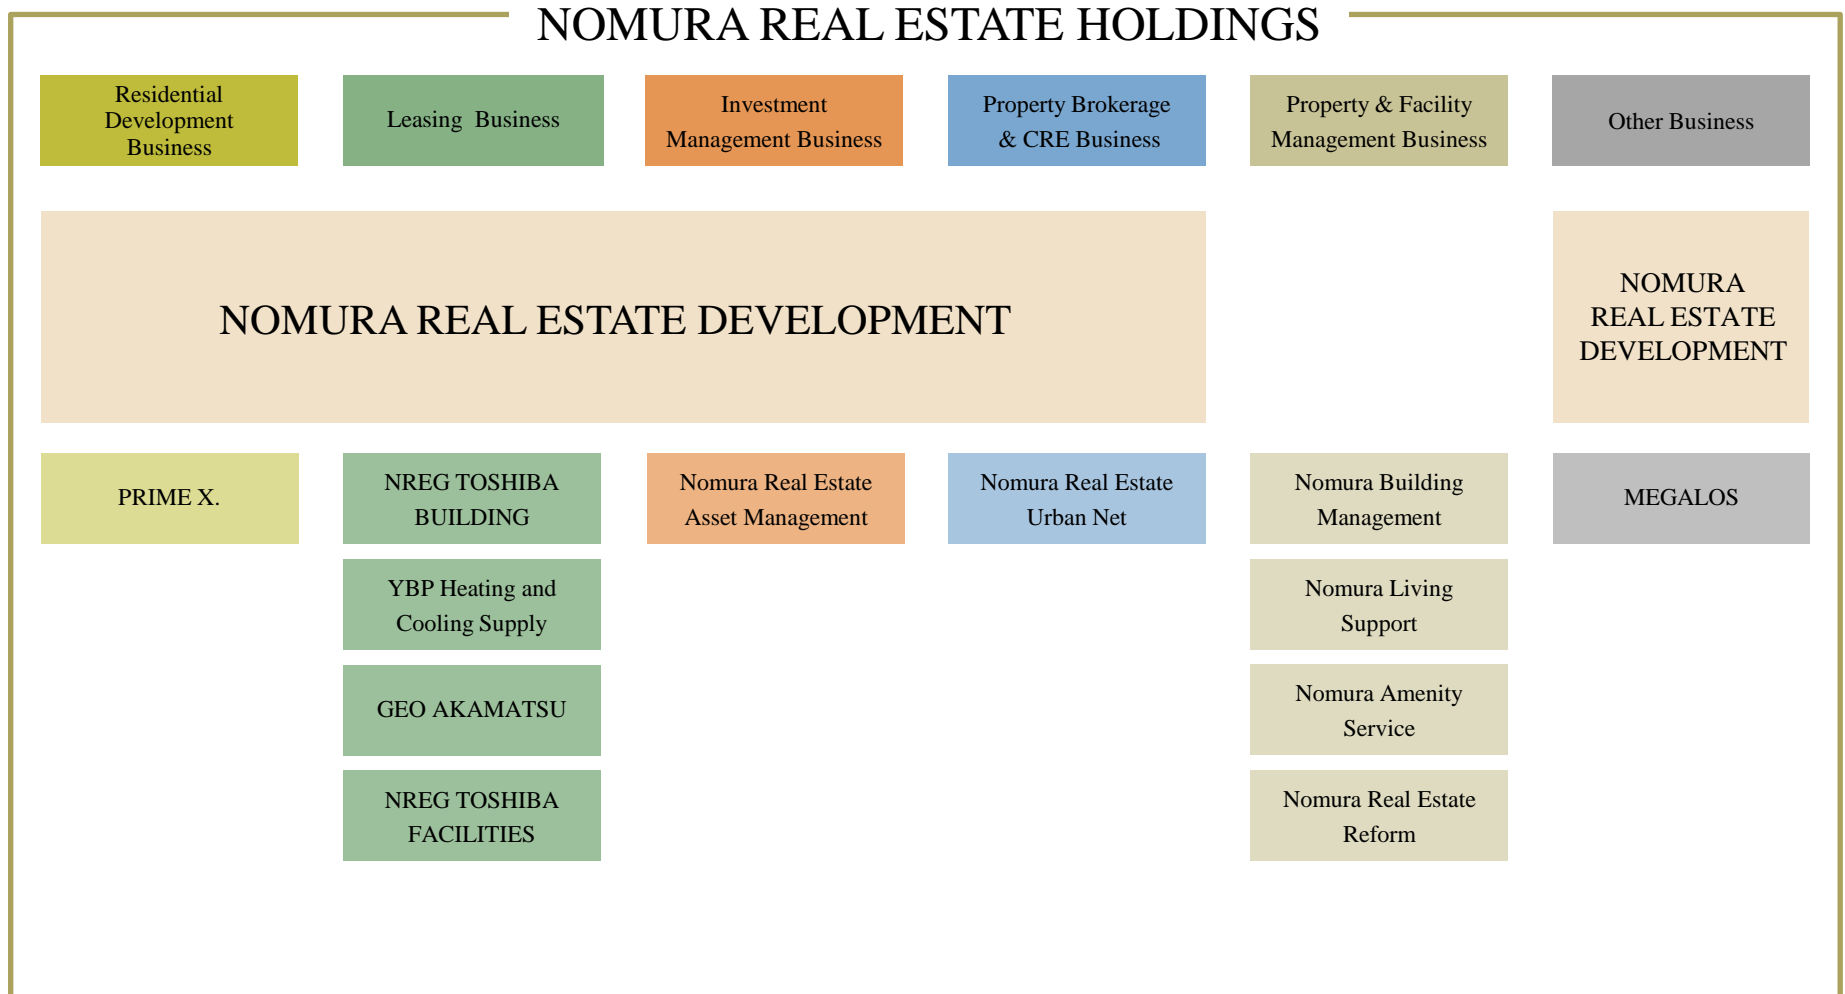 NOMURA REAL ESTATE HOLDINGS
Residential
Development
Business
Leasing Business
Investment
Management Business
Property Brokerage
& CRE Business
Property & Facility
Management Business
Other Business
NOMURA REAL ESTATE DEVELOPMENT
NOMURA
REAL ESTATE
DEVELOPMENT
PRIME X.
NREG TOSHIBA
BUILDING
Nomura Real Estate
Asset Management
Nomura Real Estate
Urban Net
Nomura Building
Management
MEGALOS
YBP Heating and
Cooling Supply
Nomura Living
Support
GEO AKAMATSU
Nomura Amenity
Service
NREG TOSHIBA
FACILITIES
Nomura Real Estate
Reform